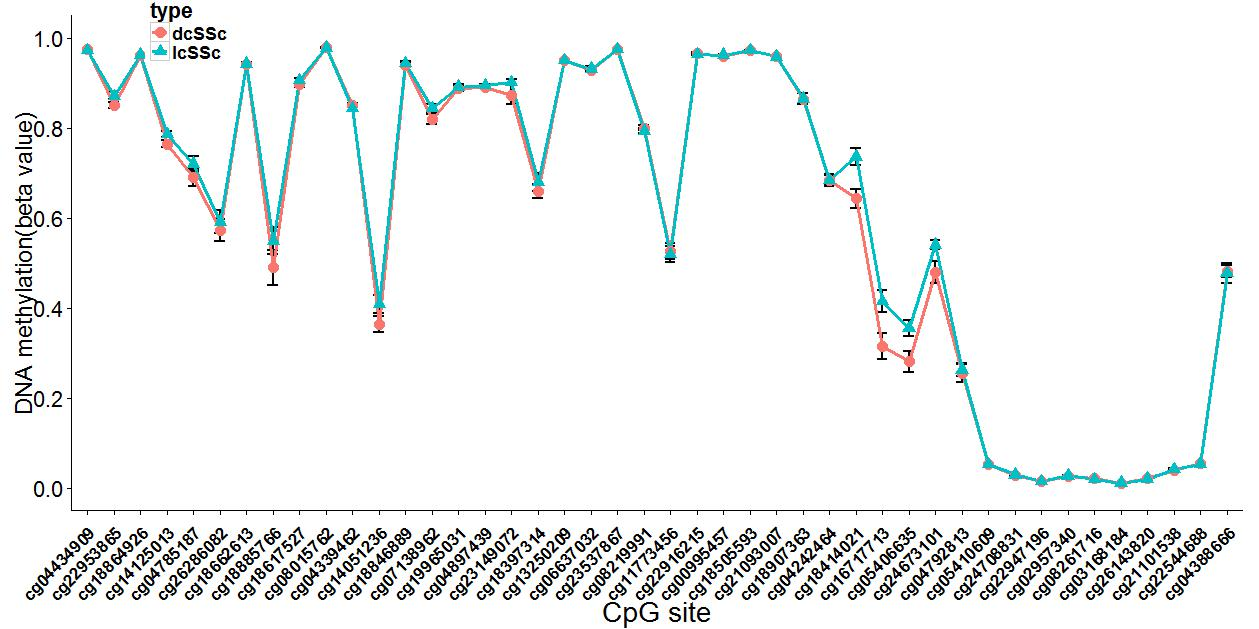 type
dcSSc
lcSSc
DNA methylation(beta value)
1.0
0.8
0.6
0.4
0.2
0.0
cg04434909
cg22953865
cg18864926
cg14125013
cg04785187
cg26286082
cg18662613
cg18885766
cg18617527
cg08015762
cg04339462
cg14051236
cg18846889
cg07138962
cg19965031
cg04897439
cg23149072
cg18397314
cg13250209
cg06637032
cg23537867
cg08219991
cg11773456
cg22916215
cg00995457
cg18505593
cg21093007
cg18907363
cg04242464
cg18414021
cg16717713
cg05406635
cg24673101
cg04792813
cg05410609
cg24708831
cg22947196
cg02957340
cg08261716
cg03168184
cg26143820
cg21101538
cg22544688
cg04388666
CpG site